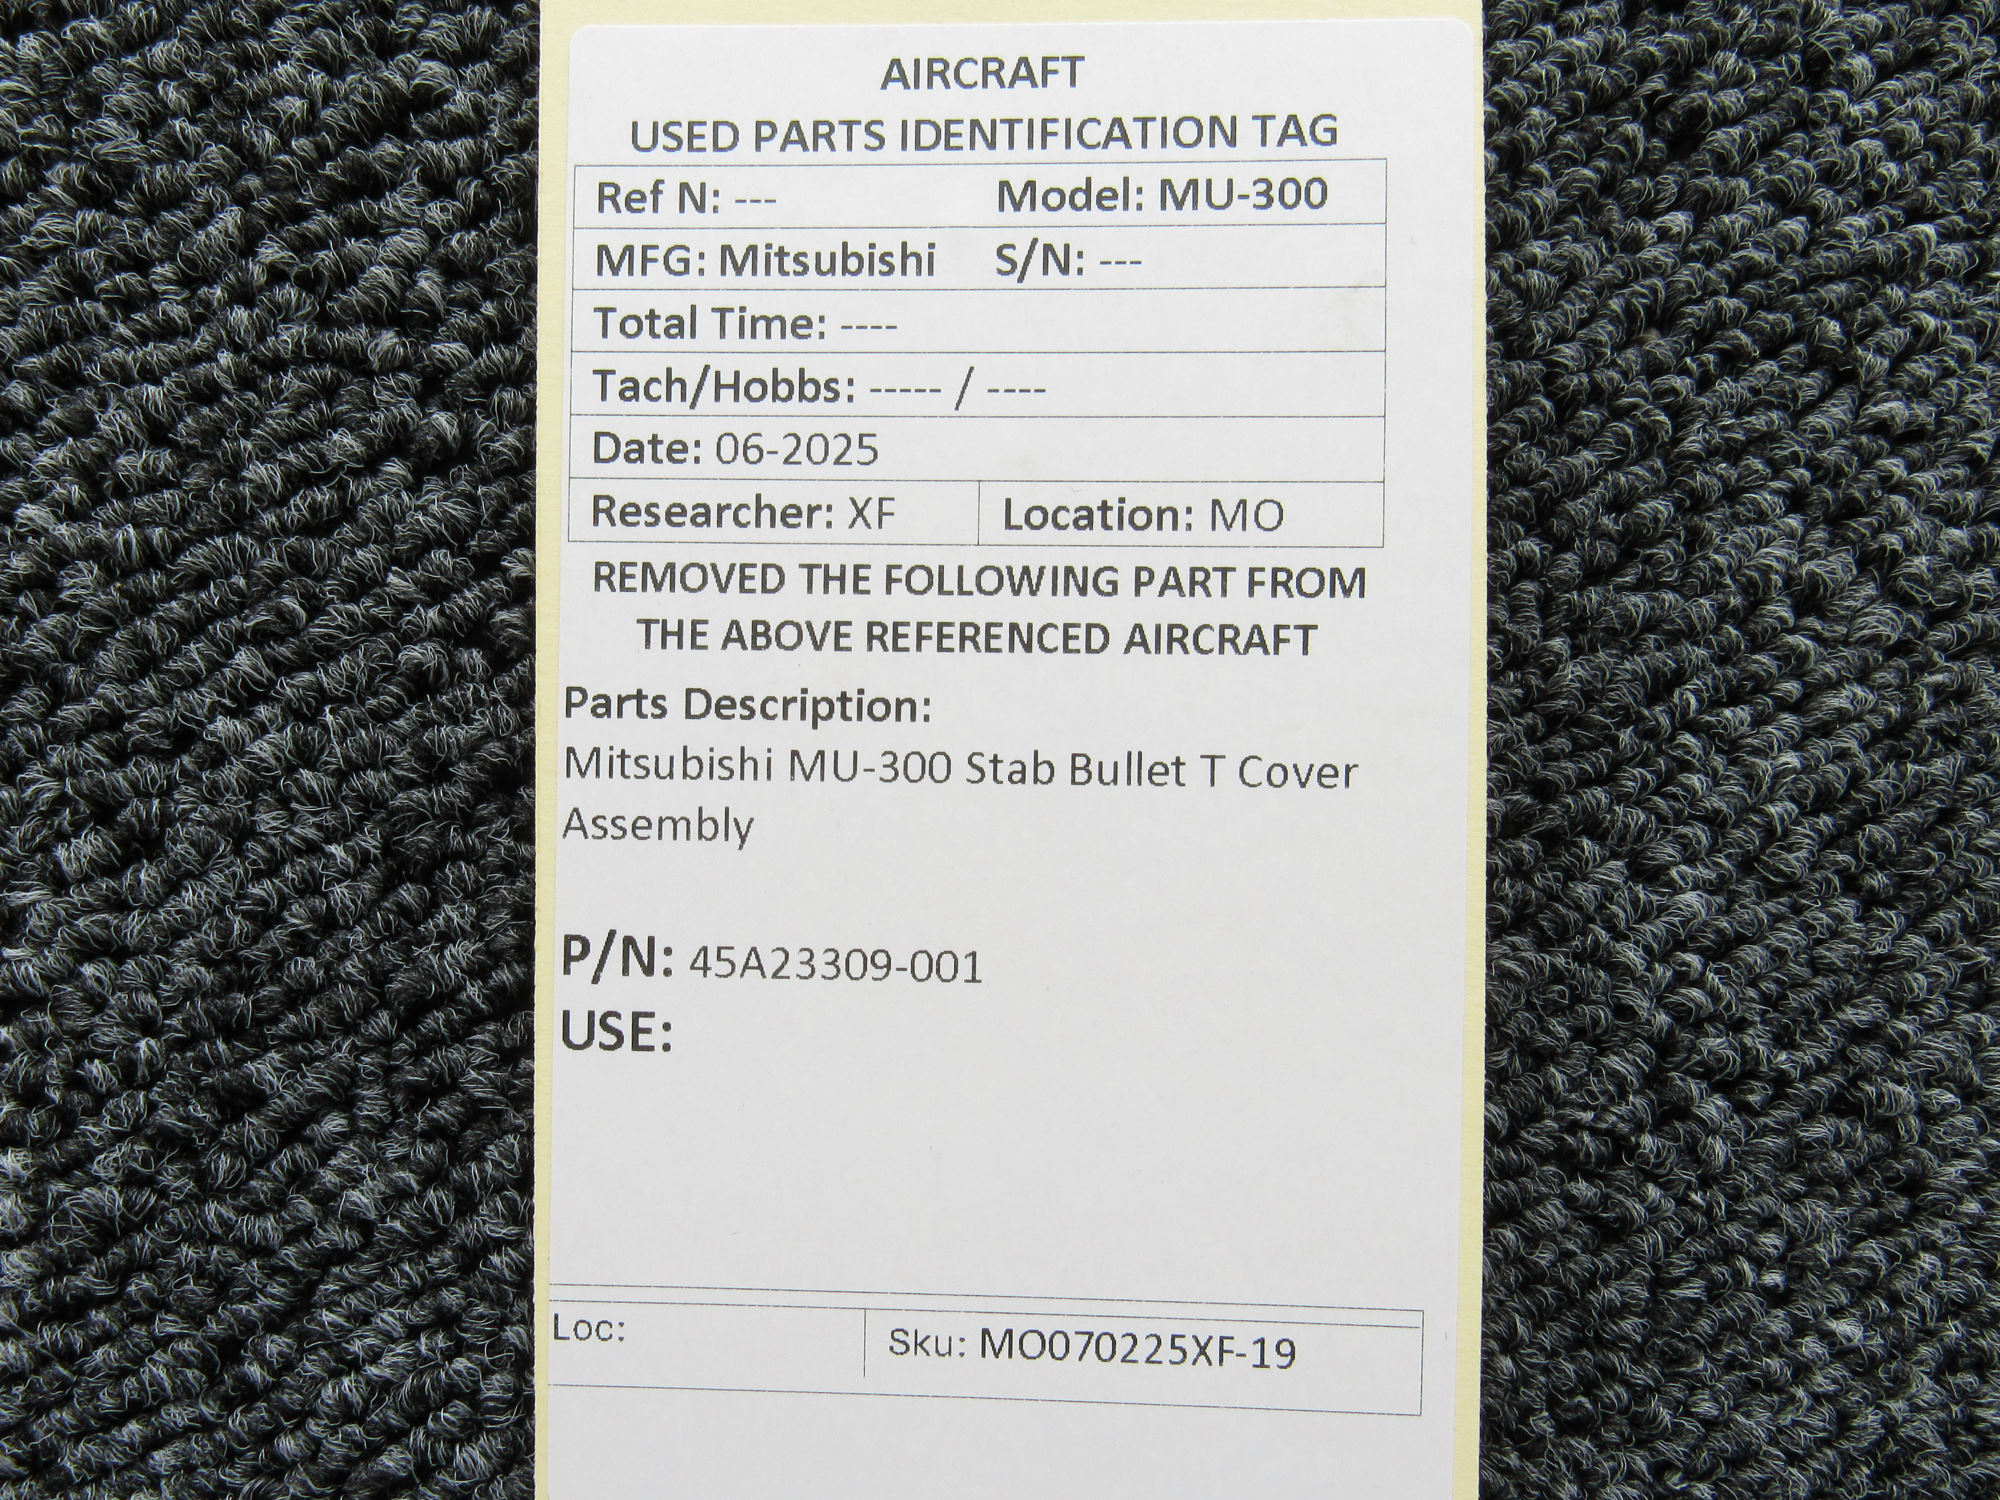 AIRCRAFT
USED PARTS IDENTIFICATION TAG
Ref N: --- Model: MU-300
MFG: Mitsubishi S/N: ---
Total Time: ----
Tach/Hobbs: ----- / ----
Date: 06-2025
Researcher: XF Location: MO
REMOVED THE FOLLOWING PART FROM
THE ABOVE REFERENCED AIRCRAFT
Parts Description:
Mitsubishi MU-300 Stab Bullet T Cover
Assembly
P/N: 45A23309-001
USE:
Loc: Sku: MO070225XF-19